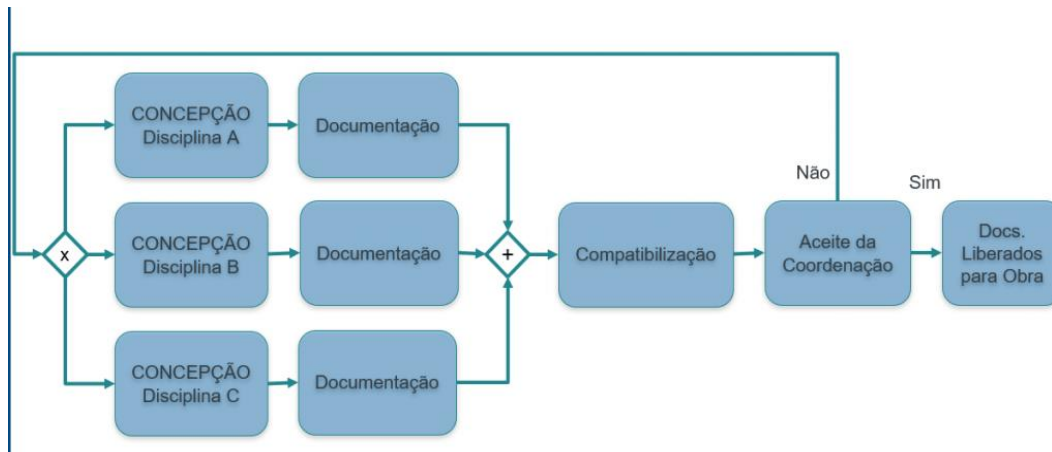 CONCEPÇÃO
Disciplina A
Documentação
Não
Sim
x
CONCEPÇÃO
Disciplina B
Documentação
+
Compatibilização
Aceite da
Coordenação
Docs.
Liberados
para Obra
CONCEPÇÃO
Disciplina C
Documentação